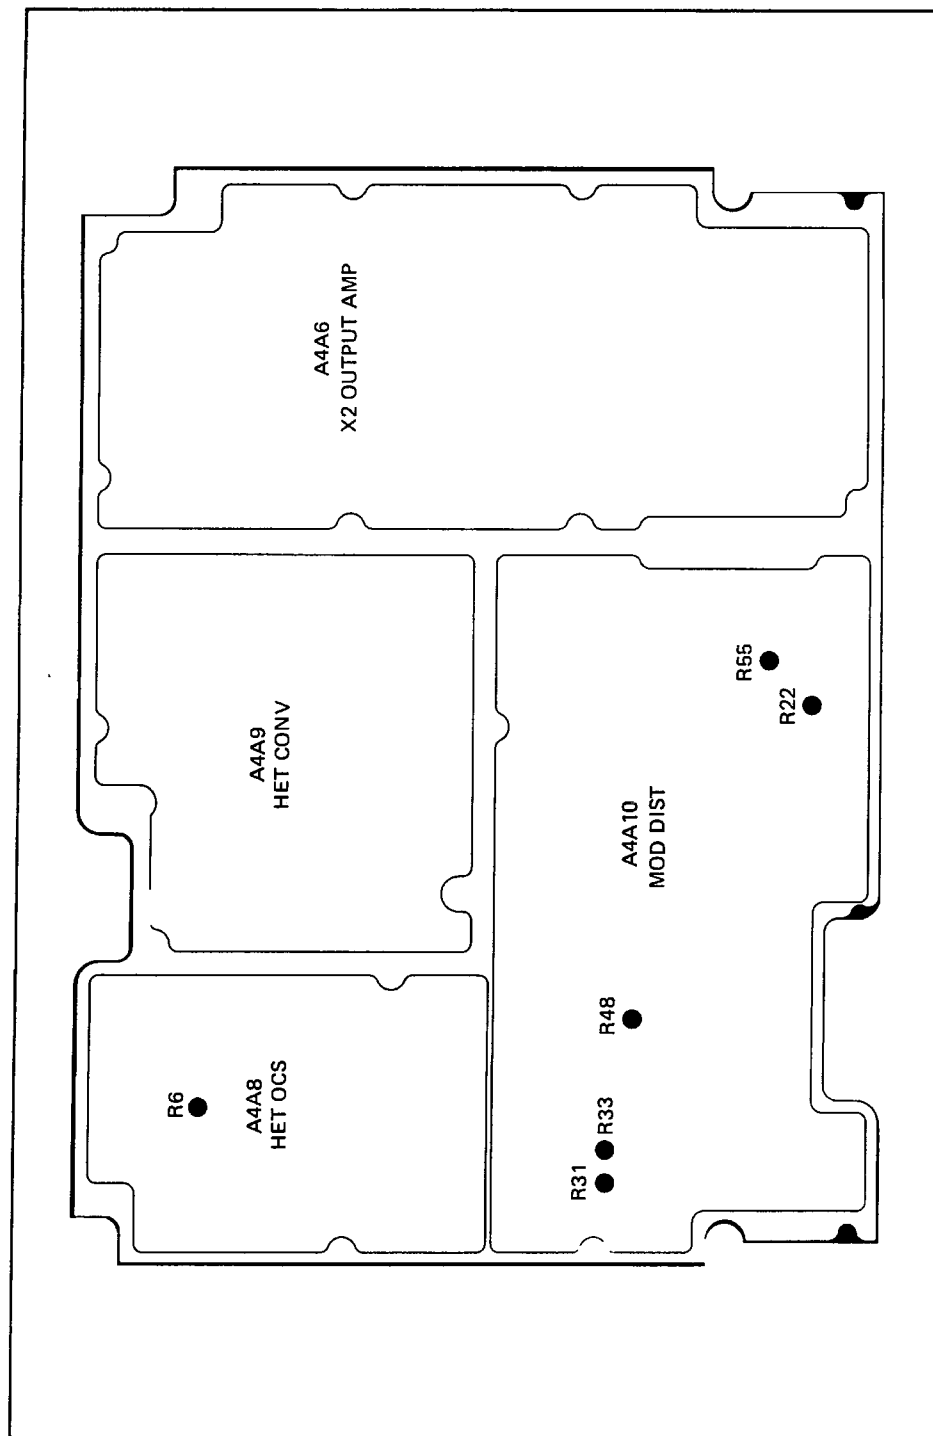 A4A6
X2 OUTPUT AMP
A4A9
HET CONV
R55
R22
A4A10
MOD DIST
R48
R6
A4A8
HET OCS
R33
R31